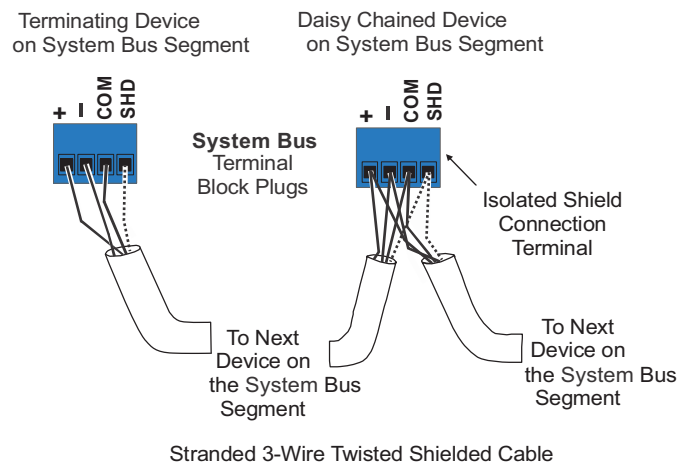 Terminating Device
on System Bus Segment
Daisy Chained Device
on System Bus Segment
+
–
COM
SHD
+
–
COM
SHD
System Bus
Terminal
Block Plugs
Isolated Shield
Connection
Terminal
To Next
Device on
the System Bus
Segment
To Next
Device on
the System Bus
Segment
Stranded 3-Wire Twisted Shielded Cable